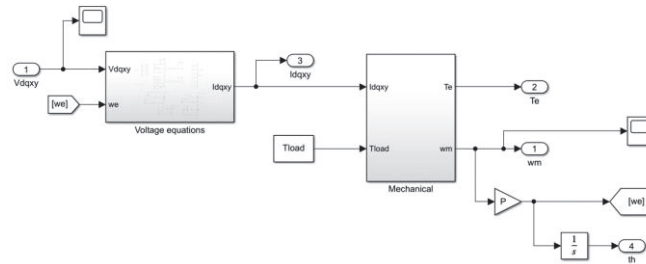 1
Vdqxy
[we]
Vdqxy
we
Idqxy
Voltage equations
3
Idqxy
Tload
Idqxy
Tload
Te
wm
Mechanical
2
Te
1
wm
P
[we]
1
s
4
th